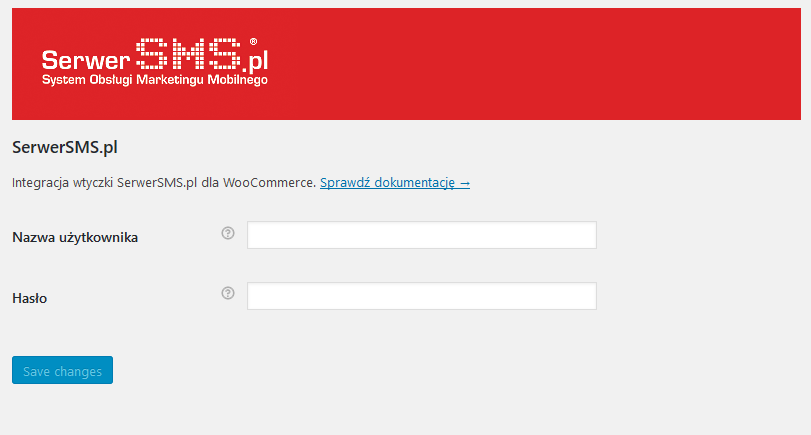 SerwerSMS.pl®
System Obsługi Marketingu Mobilnego
SerwerSMS.pl
Integracja wtyczki SerwerSMS.pl dla WooCommerce. Sprawdź dokumentację →
Nazwa użytkownika ?
Hasło ?
Save changes